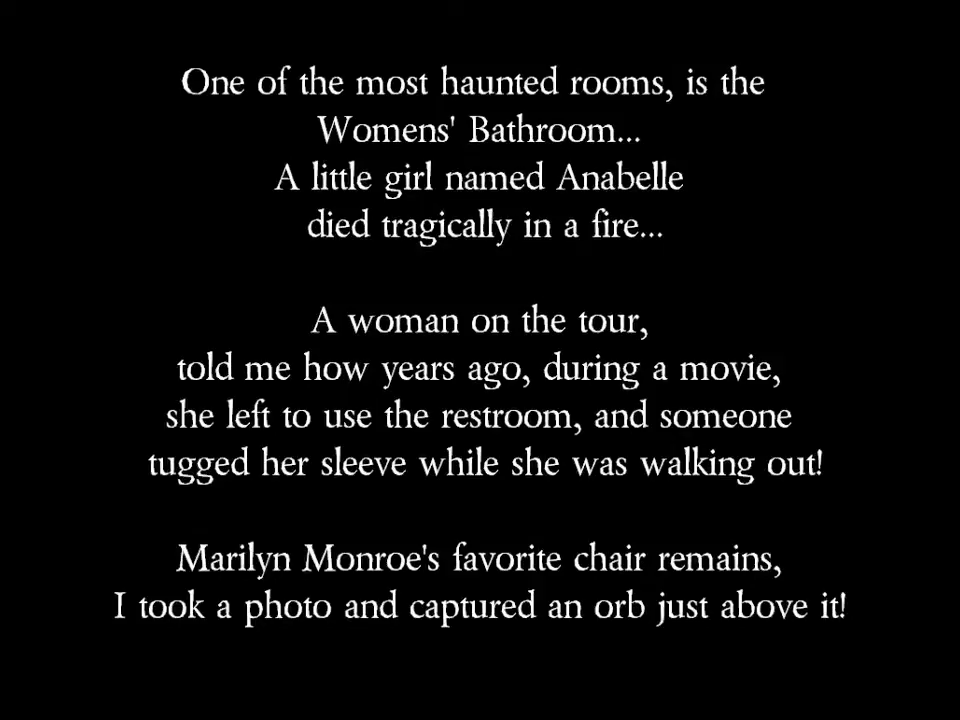 One of the most haunted rooms, is the
Womens' Bathroom...
A little girl named Anabelle
died tragically in a fire...
A woman on the tour,
told me how years ago, during a movie,
she left to use the restroom, and someone
tugged her sleeve while she was walking out!
Marilyn Monroe's favorite chair remains,
I took a photo and captured an orb just above it!